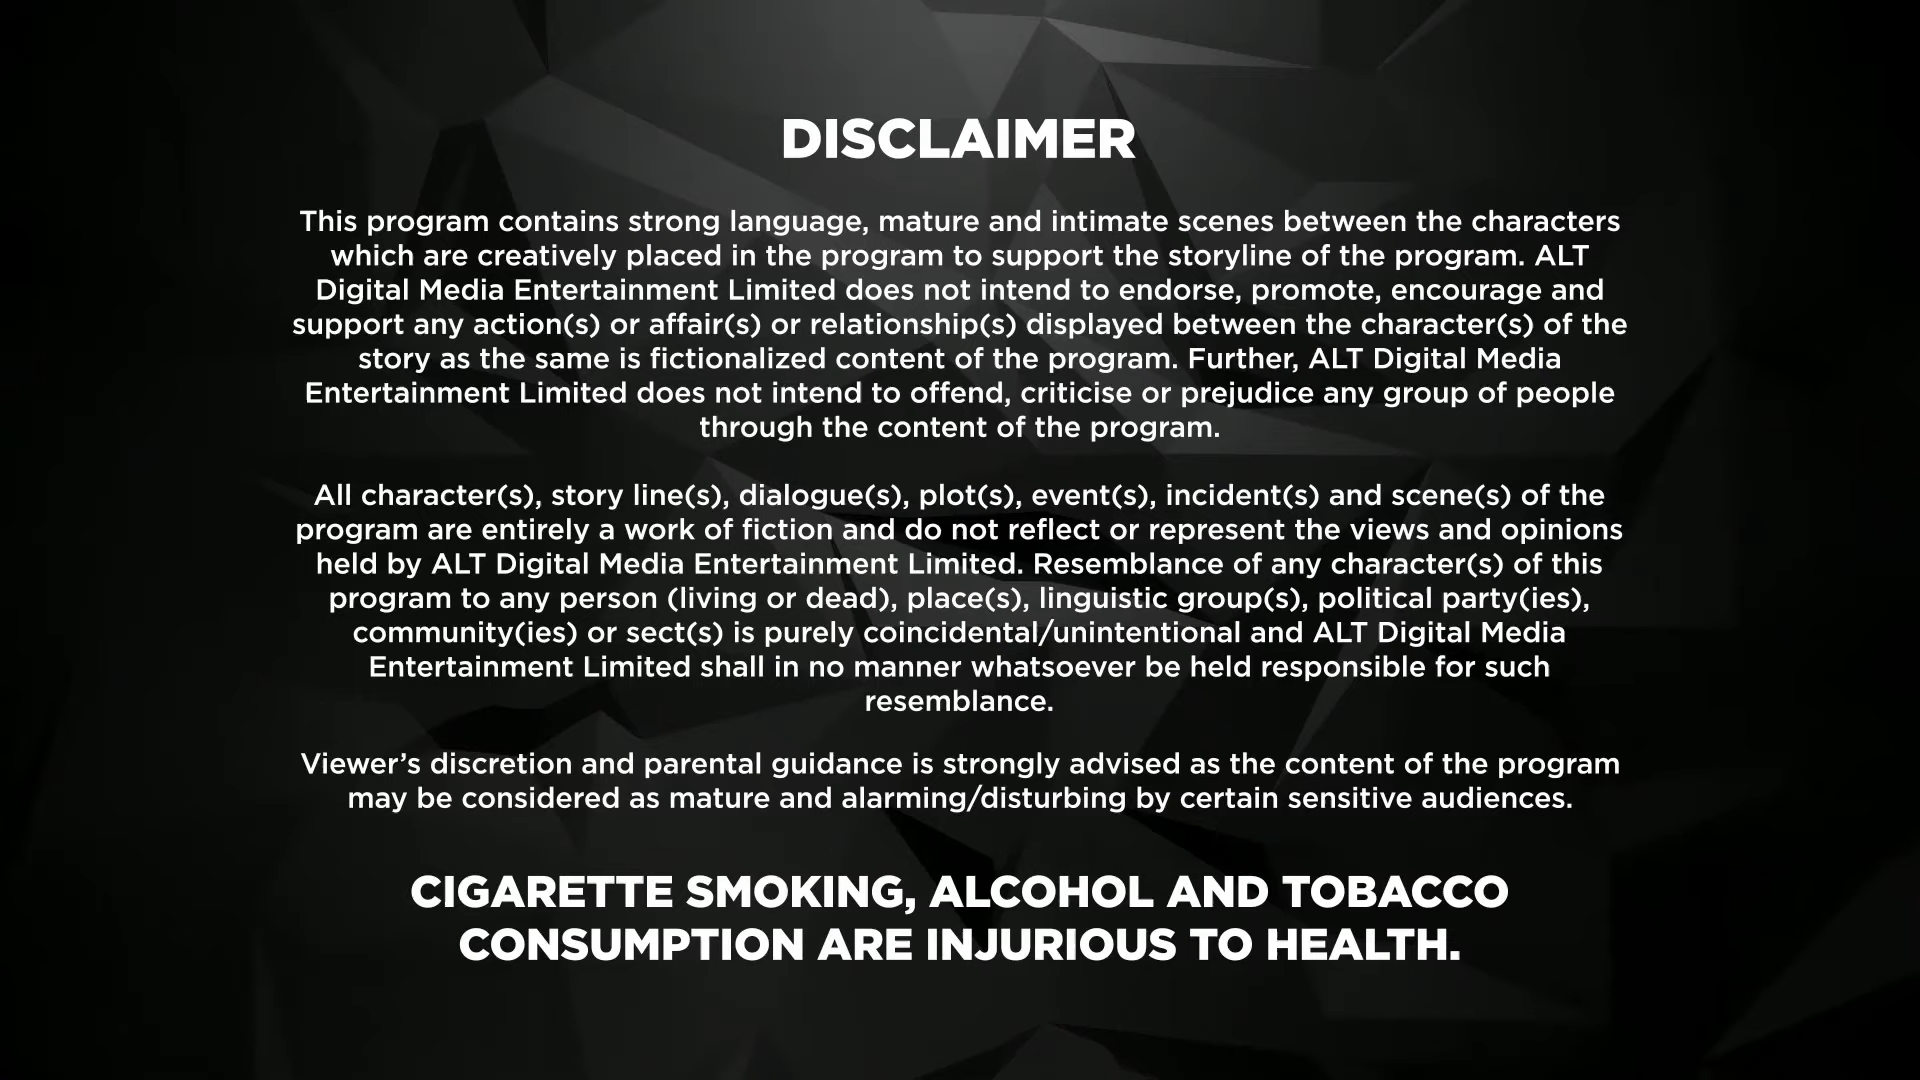 DISCLAIMER
This program contains strong language, mature and intimate scenes between the characters
which are creatively placed in the program to support the storyline of the program. ALT
Digital Media Entertainment Limited does not intend to endorse, promote, encourage and
support any action(s) or affair(s) or relationship(s) displayed between the character(s) of the
story as the same is fictionalized content of the program. Further, ALT Digital Media
Entertainment Limited does not intend to offend, criticise or prejudice any group of people
through the content of the program.
All character(s), story line(s), dialogue(s), plot(s), event(s), incident(s) and scene(s) of the
program are entirely a work of fiction and do not reflect or represent the views and opinions
held by ALT Digital Media Entertainment Limited. Resemblance of any character(s) of this
program to any person (living or dead), place(s), linguistic group(s), political party(ies),
community(ies) or sect(s) is purely coincidental/unintentional and ALT Digital Media
Entertainment Limited shall in no manner whatsoever be held responsible for such
resemblance.
Viewer’s discretion and parental guidance is strongly advised as the content of the program
may be considered as mature and alarming/disturbing by certain sensitive audiences.
CIGARETTE SMOKING, ALCOHOL AND TOBACCO
CONSUMPTION ARE INJURIOUS TO HEALTH.